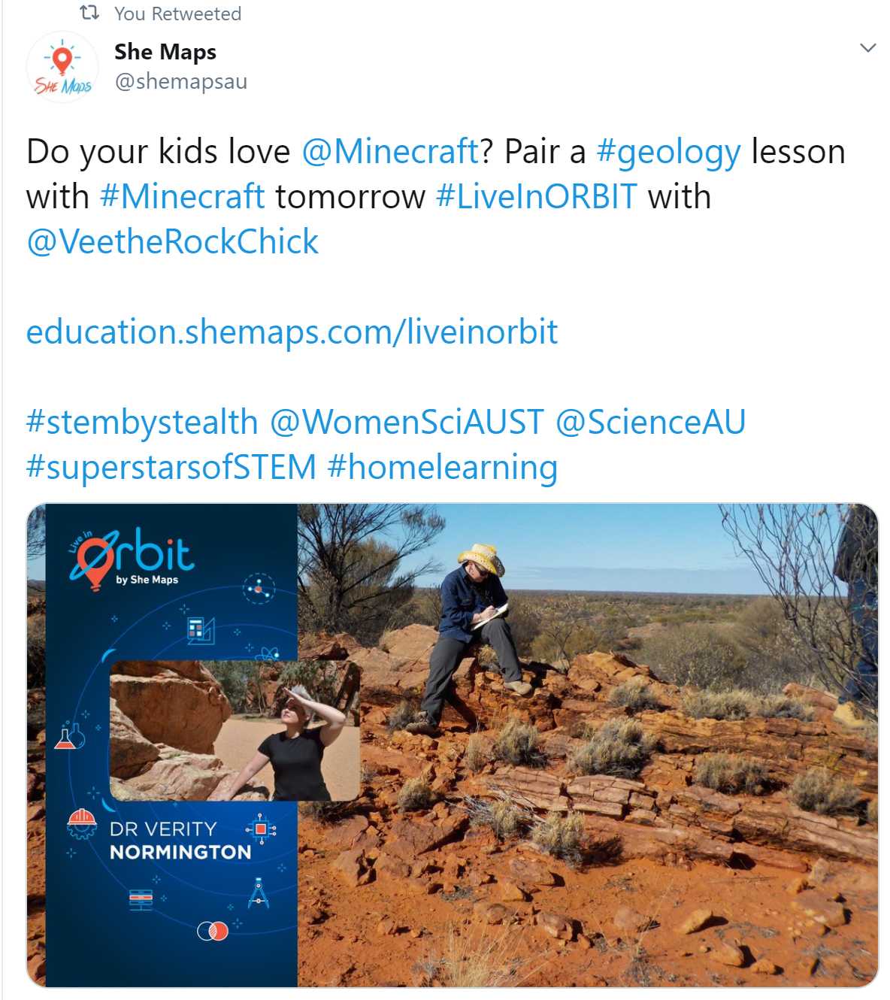 You Retweeted
She Maps
@shemapsau
SHE MAPS
Do your kids love @Minecraft? Pair a #geology lesson
with #Minecraft tomorrow #LiveInORBIT with
@VeetheRockChick
education.shemaps.com/liveinorbit
#stembystealth @WomenSciAUST @ScienceAU
#superstarsofSTEM #homelearning
Live in
Orbit
by She Maps
DR VERITY
NORMINGTON